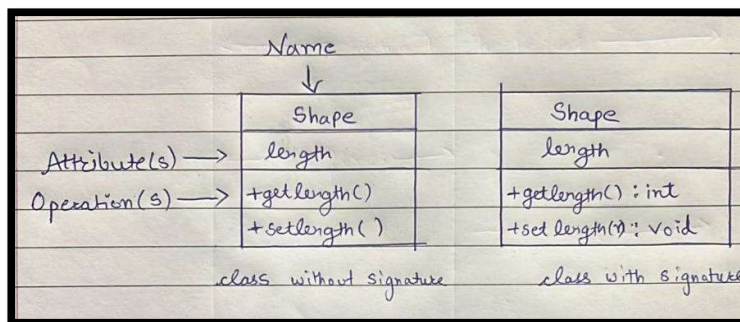 Name
Shape
Attribute(s)
length
Operation(s)
+getlength()
+setlength( )
class without signature
Shape
length
+getlength() : int
+set length(r) : void
class with signature